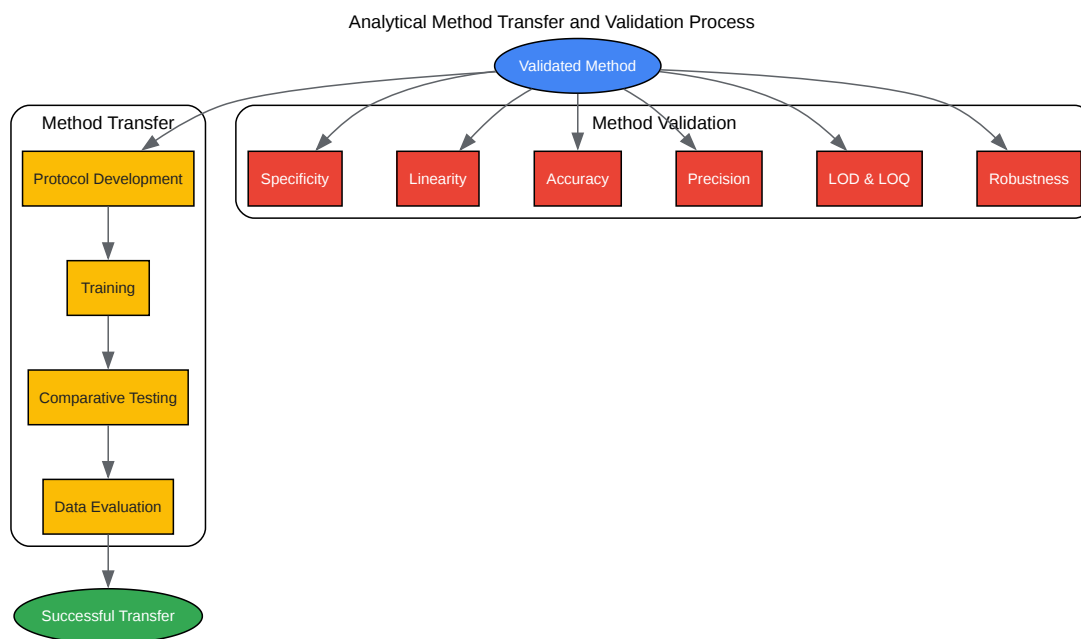 Analytical Method Transfer and Validation Process
Validated Method
Method Transfer
Method Validation
Protocol Development
Specificity
Linearity
Accuracy
Precision
LOD & LOQ
Robustness
Training
Comparative Testing
Data Evaluation
Successful Transfer